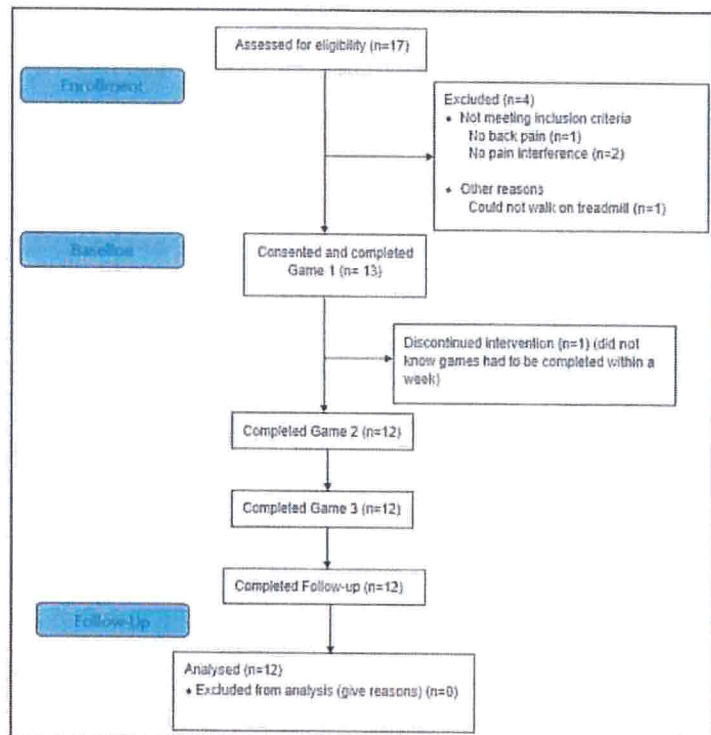 Assessed for eligibility (n=17)
Enrollment
Excluded (n=4)
• Not meeting inclusion criteria
No back pain (n=1)
No pain interference (n=2)
• Other reasons
Could not walk on treadmill (n=1)
Baseline
Consented and completed
Game 1 (n= 13)
Discontinued intervention (n=1) (did not
know games had to be completed within a
week)
Completed Game 2 (n=12)
Completed Game 3 (n=12)
Completed Follow-up (n=12)
Follow-Up
Analysed (n=12)
• Excluded from analysis (give reasons) (n=0)